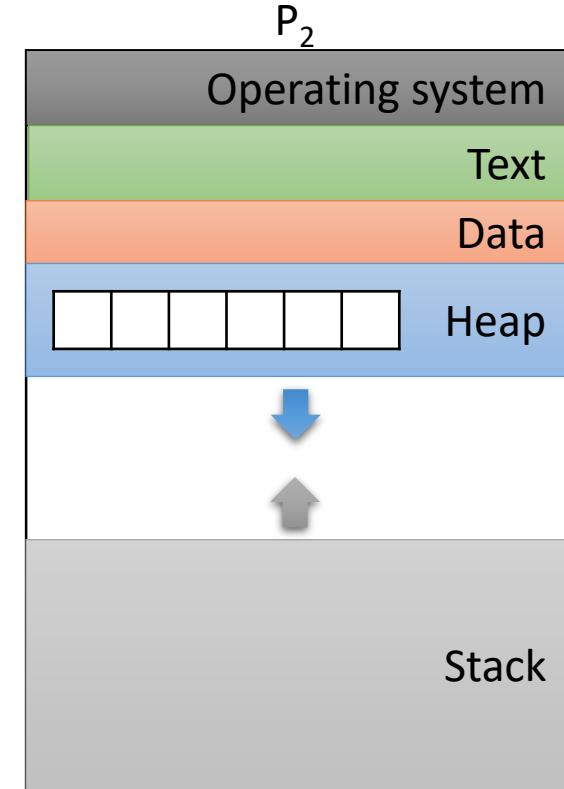 P₂
Operating system
Text
Data
Heap
Stack